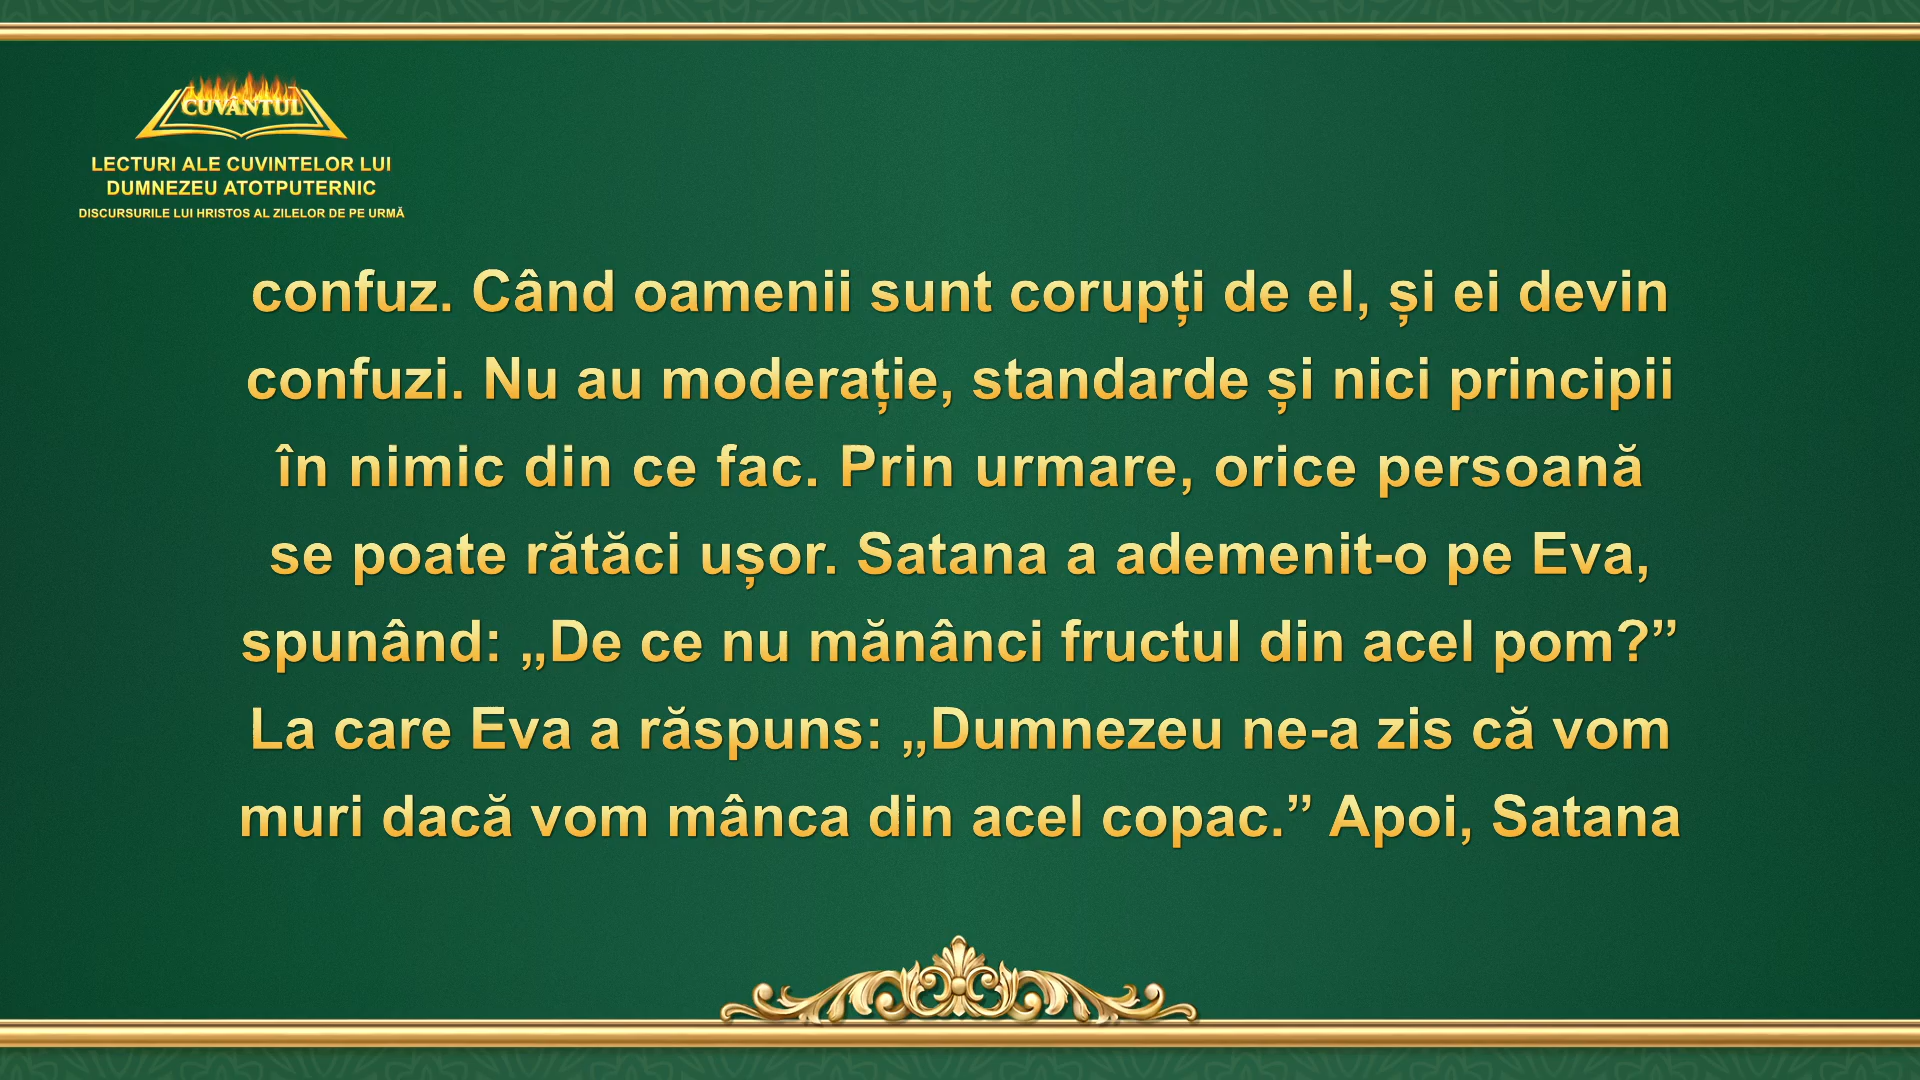 CUVÂNTUL
LECTURI ALE CUVINTELOR LUI
DUMNEZEU ATOTPUTERNIC
DISCURSURILE LUI HRISTOS AL ZILELOR DE PE URMĂ
confuz. Când oamenii sunt corupți de el, și ei devin
confuzi. Nu au moderație, standarde și nici principii
în nimic din ce fac. Prin urmare, orice persoană
se poate rătăci ușor. Satana a ademenit-o pe Eva,
spunând: „De ce nu mănânci fructul din acel pom?”
La care Eva a răspuns: „Dumnezeu ne-a zis că vom
muri dacă vom mânca din acel copac.” Apoi, Satana